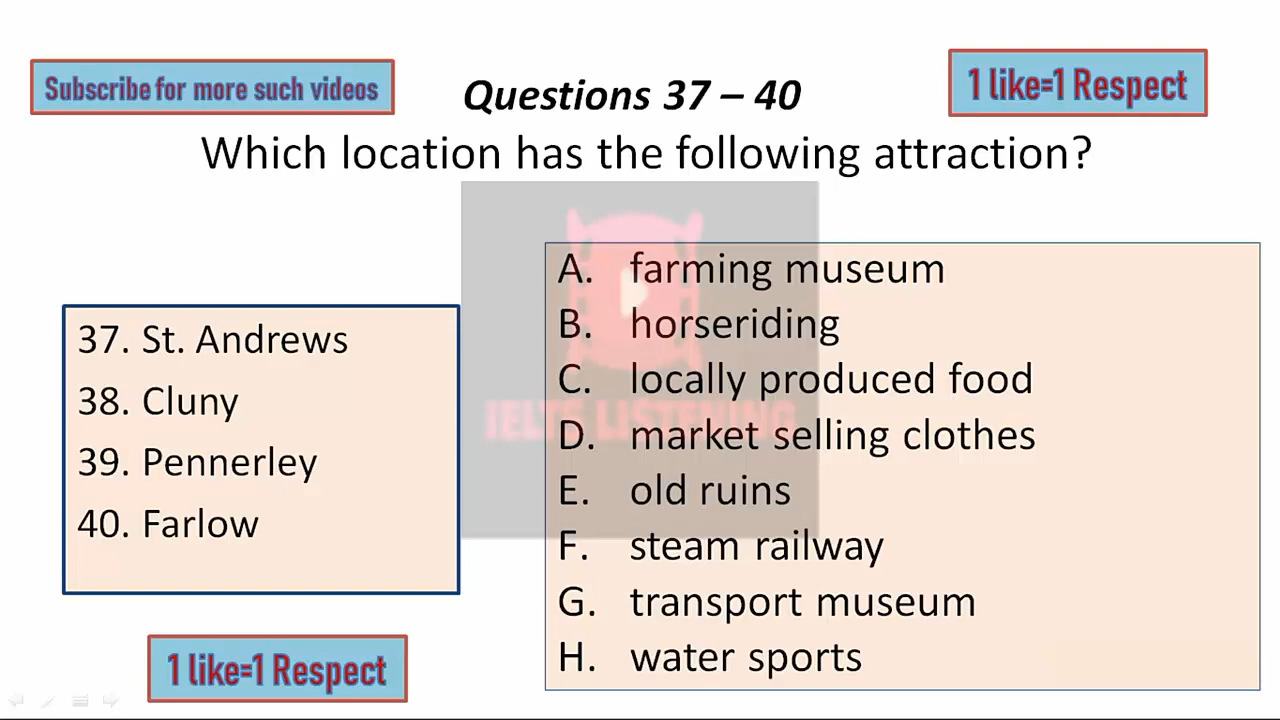 Subscribe for more such videos
1 like=1 Respect
Questions 37 – 40
Which location has the following attraction?
37. St. Andrews
38. Cluny
39. Pennerley
40. Farlow
A. farming museum
B. horseriding
C. locally produced food
D. market selling clothes
E. old ruins
F. steam railway
G. transport museum
H. water sports
IELTS LISTENING
1 like=1 Respect